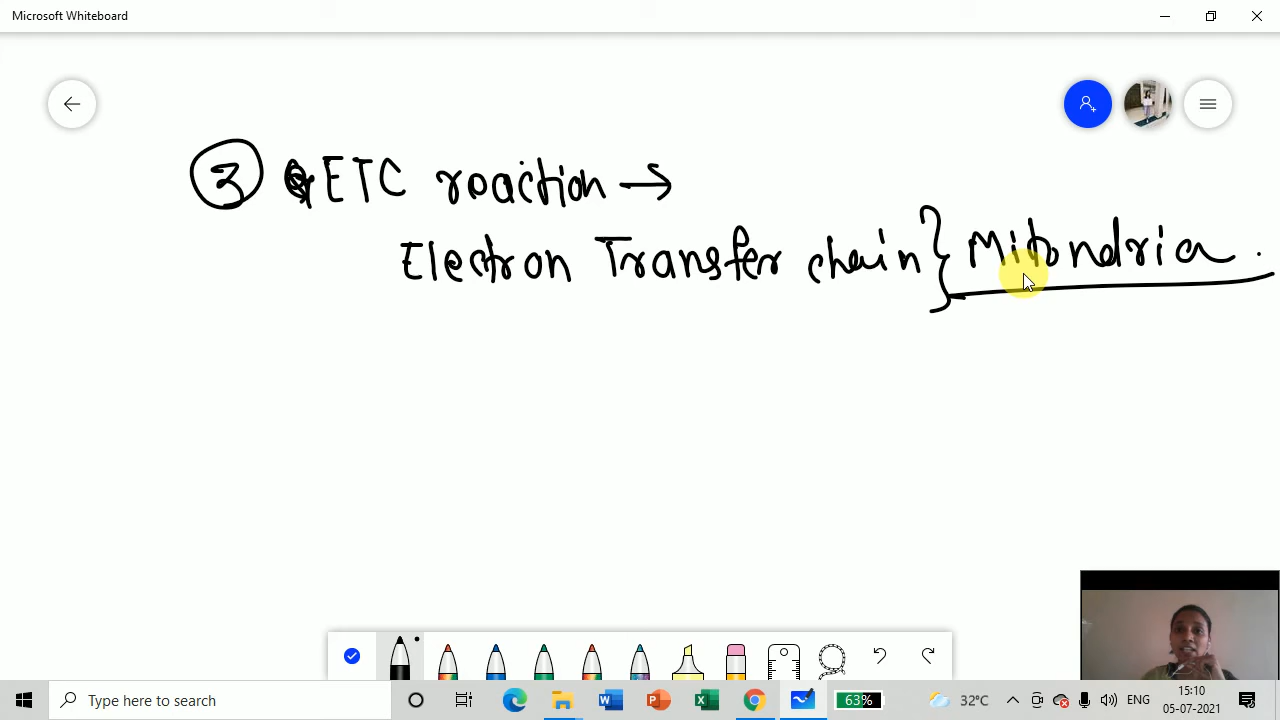 Microsoft Whiteboard
3 ETC reaction →
Electron Transfer chain } Mitondria .
Type here to search
63%
32°C
ENG
15:10
05-07-2021